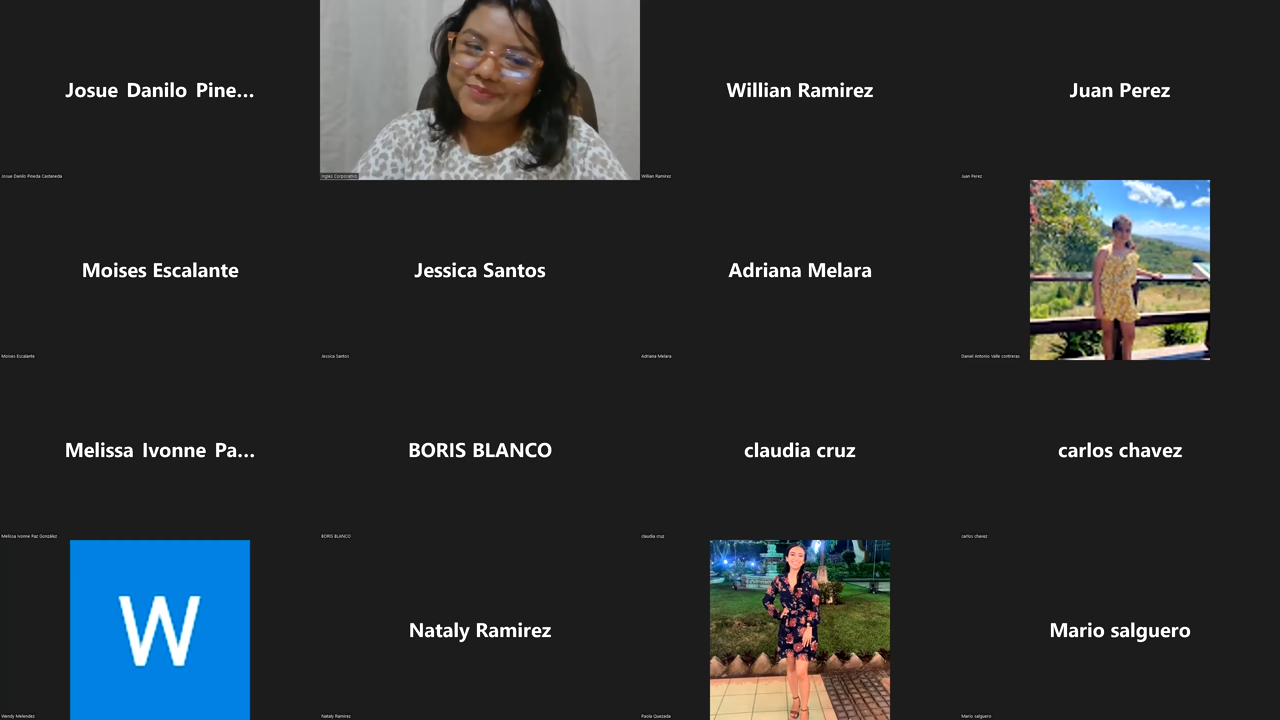 Josue Danilo Pine...
Willian Ramirez
Juan Perez
Josue Danilo Pineda Castaneda
Inglés Corporativo
Willian Ramirez
Juan Perez
Moises Escalante
Jessica Santos
Adriana Melara
Moises Escalante
Jessica Santos
Adriana Melara
Daniel Antonio Valle contreras
Melissa Ivonne Pa...
BORIS BLANCO
claudia cruz
carlos chavez
Melissa Ivonne Paz González
BORIS BLANCO
claudia cruz
carlos chavez
W
Nataly Ramirez
Mario salguero
Wendy Melendez
Nataly Ramirez
Paola Quezada
Mario salguero